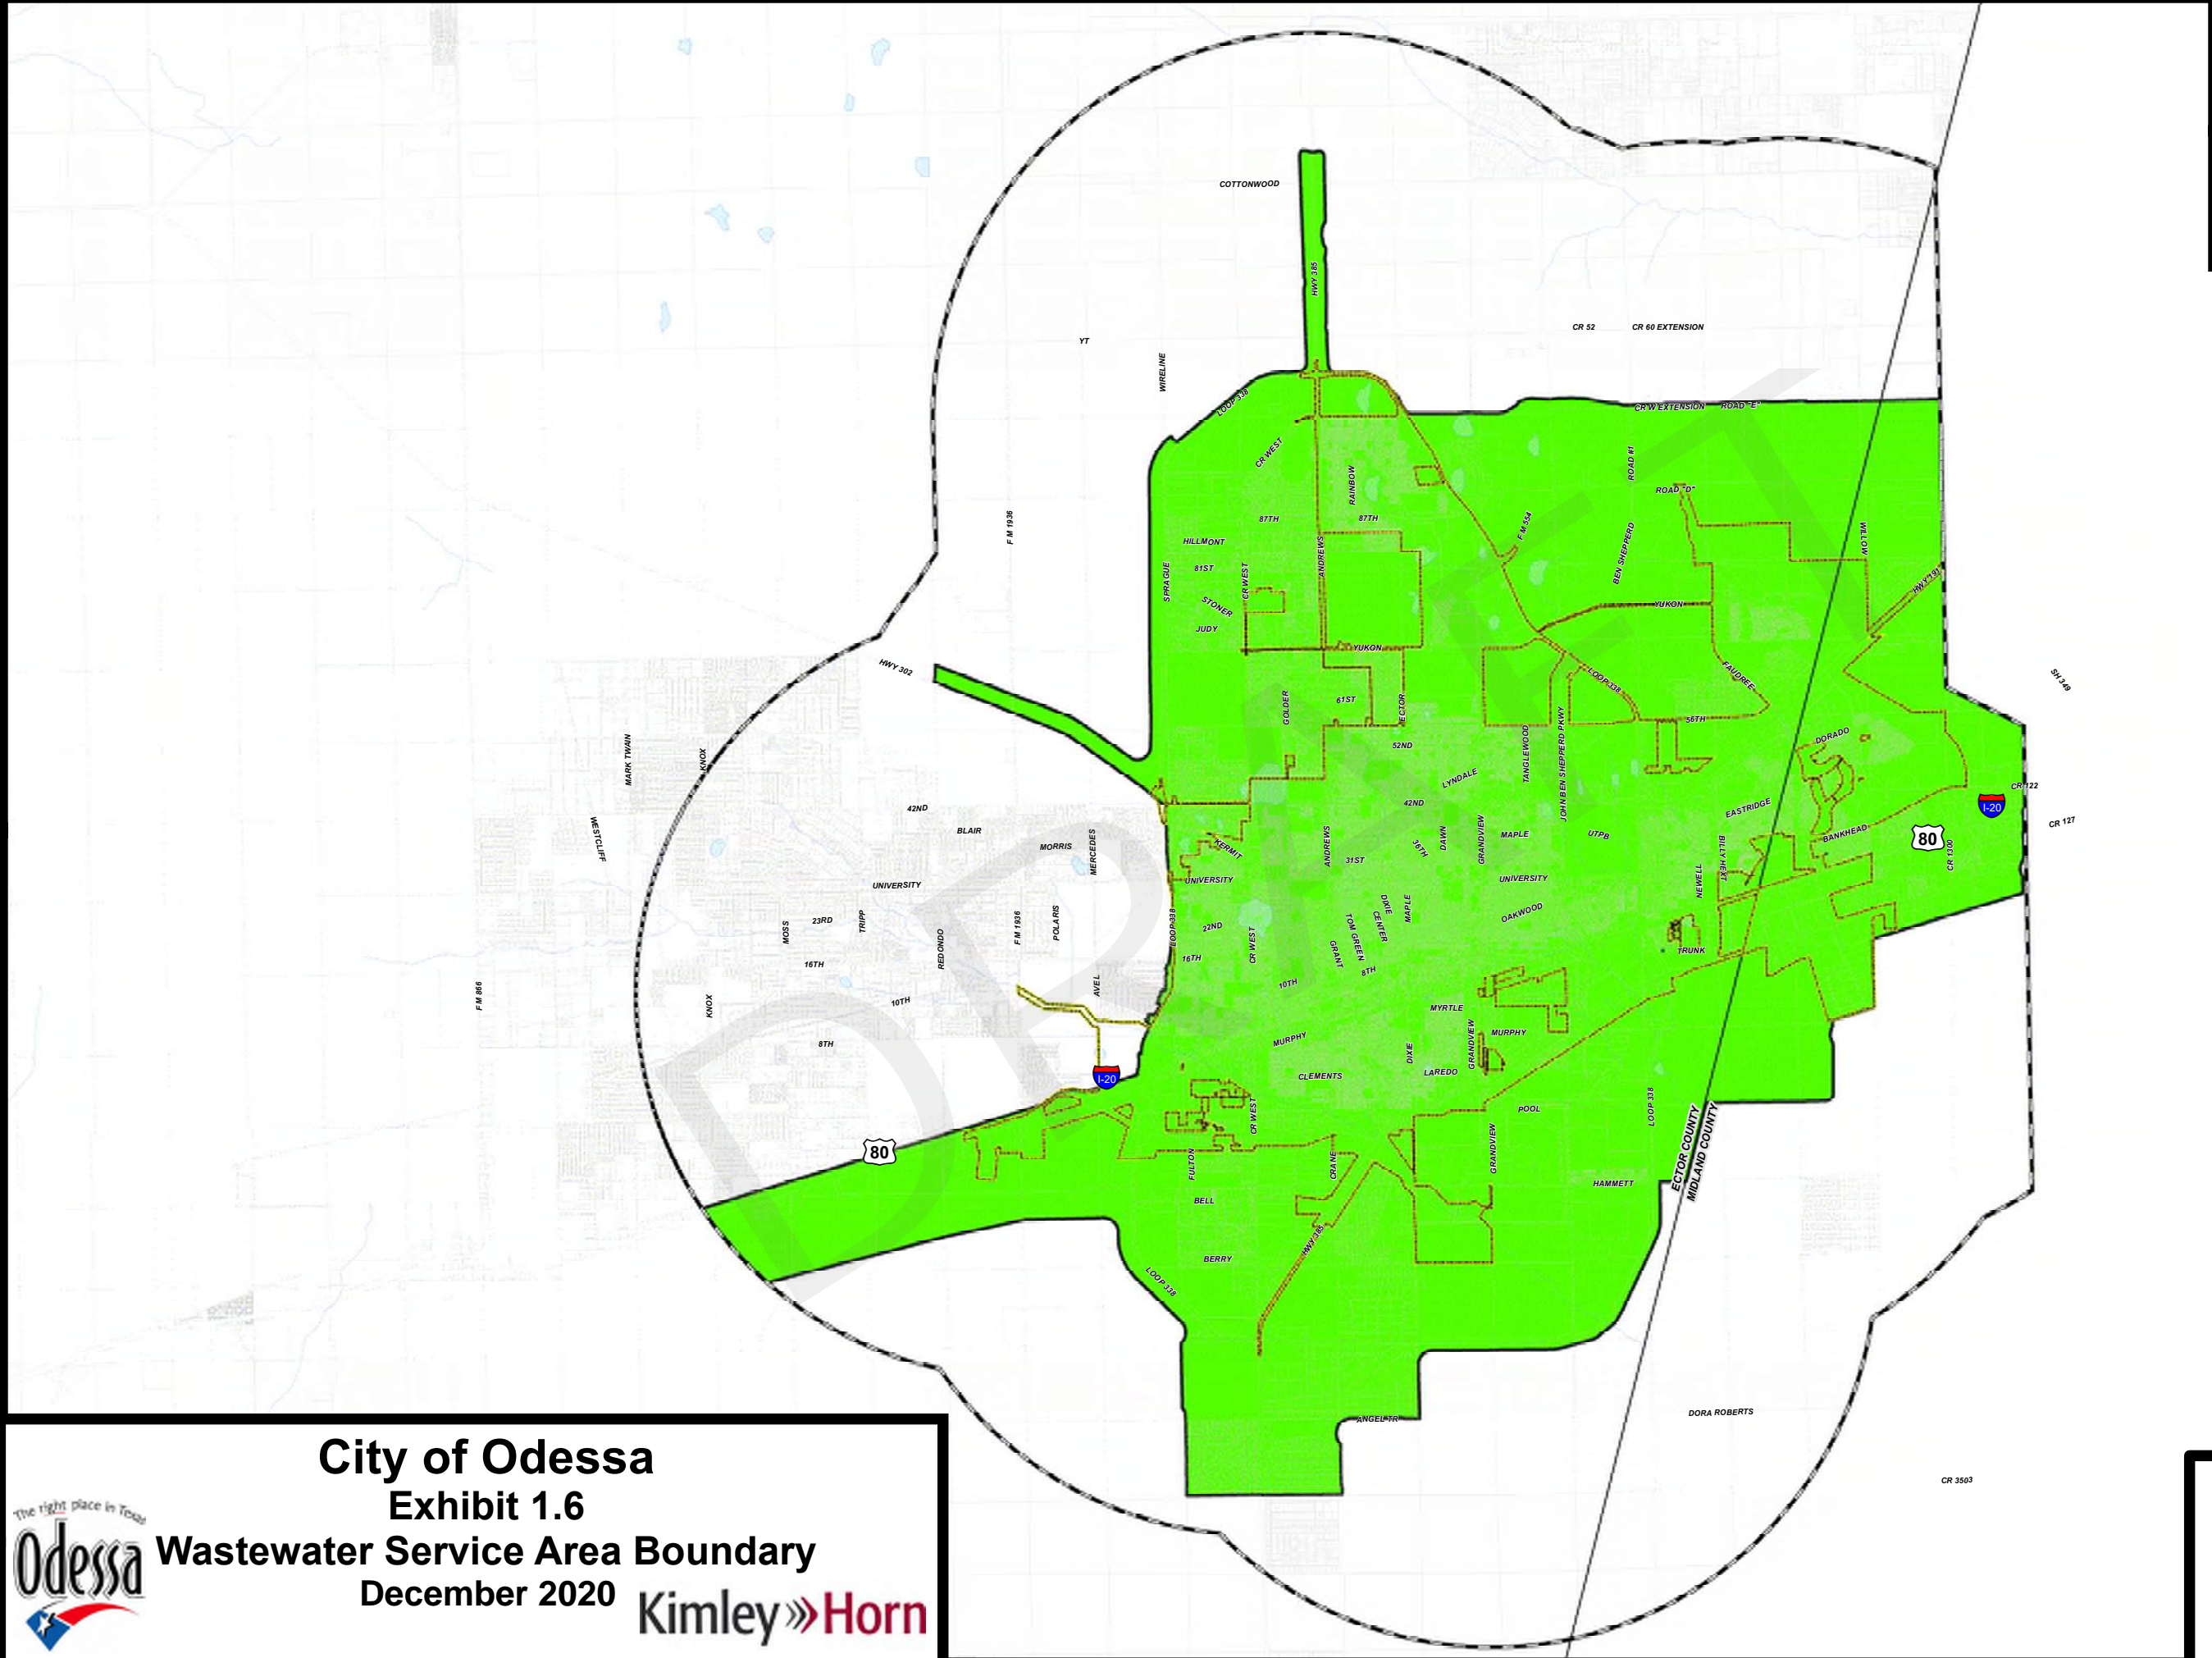 COTTONWOOD
HWY 385
CR 52
CR 60 EXTENSION
YT
WIRELINE
LOOP 338
CR W EXTENSION
ROAD "E"
CR WEST
RAINBOW
ROAD #1
ROAD "D"
F M 1936
87TH
87TH
F M 554
HILLMONT
ANDREWS
BEN SHEPPERD
WILLOW
81ST
SPRAGUE
CR WEST
HWY 191
STONER
YUKON
JUDY
YUKON
HWY 302
LOOP 338
FAUDREE
SH 349
GOLDER
61ST
ECTOR
56TH
MARK TWAIN
KNOX
52ND
TANGLEWOOD
JOHN BEN SHEPPERD PKWY
DORADO
LYNDALE
CR 122
42ND
42ND
I-20
EASTRIDGE
CR 127
WESTCLIFF
BLAIR
MORRIS
MERCEDES
KERMIT
ANDREWS
31ST
36TH
DAWN
GRANDVIEW
MAPLE
UTPB
BILLY HEXT
BANKHEAD
80
CR 1300
UNIVERSITY
UNIVERSITY
UNIVERSITY
NEWELL
MOSS
23RD
TRIPP
F M 1936
POLARIS
LOOP 338
22ND
CR WEST
TOM GREEN
DIXIE
CENTER
MAPLE
OAKWOOD
REDONDO
16TH
16TH
GRANT
8TH
TRUNK
F M 866
KNOX
10TH
AVE L
10TH
MYRTLE
8TH
MURPHY
DIXIE
GRANDVIEW
MURPHY
I-20
CLEMENTS
LAREDO
CR WEST
POOL
LOOP 338
80
FULTON
CRANE
GRANDVIEW
ECTOR COUNTY
MIDLAND COUNTY
BELL
HAMMETT
HWY 385
BERRY
LOOP 338
ANGEL TR
DORA ROBERTS
CR 3503
DRAFT
City of Odessa
Exhibit 1.6
Wastewater Service Area Boundary
December 2020
The right place in Texas
Odessa
Kimley»Horn